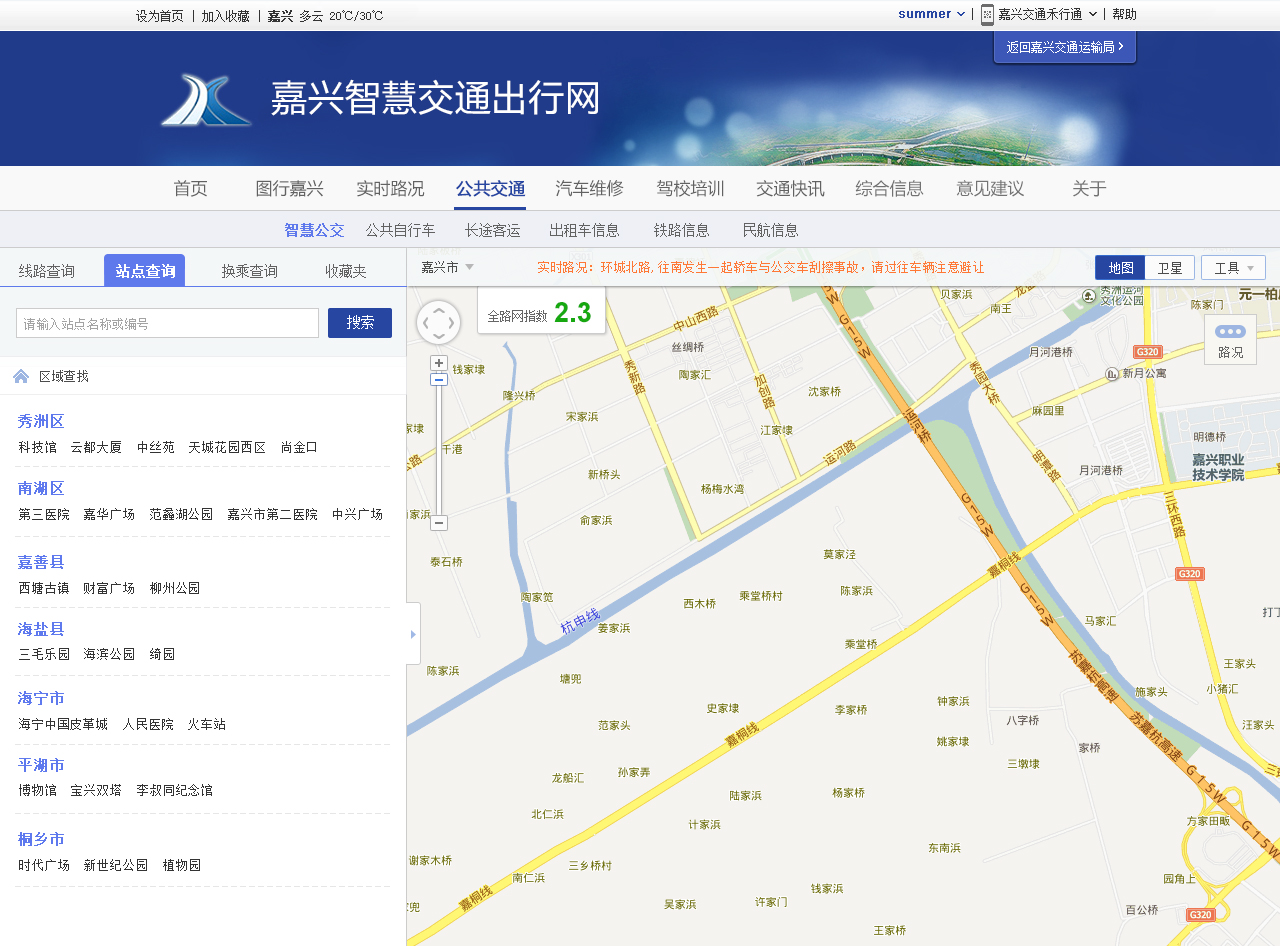 设为首页 | 加入收藏 | 嘉兴 多云 20℃/30℃
summer | 嘉兴交通禾行通 | 帮助
返回嘉兴交通运输局
嘉兴智慧交通出行网
首页 图行嘉兴 实时路况 公共交通 汽车维修 驾校培训 交通快讯 综合信息 意见建议 关于
智慧公交 公共自行车 长途客运 出租车信息 铁路信息 民航信息
线路查询 站点查询 换乘查询 收藏夹
请输入站点名称或编号 搜索
区域查找
秀洲区
科技馆 云都大厦 中丝苑 天城花园西区 尚金口
南湖区
第三医院 嘉华广场 范蠡湖公园 嘉兴市第二医院 中兴广场
嘉善县
西塘古镇 财富广场 柳州公园
海盐县
三毛乐园 海滨公园 绮园
海宁市
海宁中国皮革城 人民医院 火车站
平湖市
博物馆 宝兴双塔 李叔同纪念馆
桐乡市
时代广场 新世纪公园 植物园
嘉兴市
实时路况：环城北路,往南发生一起轿车与公交车刮擦事故，请过往车辆注意避让
地图 卫星 工具
全路网指数 2.3
路况
贝家浜
南王
秀洲运河
文化公园
陈家门
元一柏
中山西路
G15W
丝绸桥
月河港桥
G320
钱家埭
秀新路
陶家汇
加创路
沈家桥
秀园大桥
新月公寓
隆兴桥
宋家浜
麻园里
江家埭
运河桥
千港
运河路
明德桥
新桥头
明景路
月河港桥
嘉兴职业
技术学院
杨梅水湾
G15W
三环西路
俞家浜
泰石桥
莫家泾
嘉桐线
G320
陶家笕
西木桥
乘堂桥村
陈家浜
G15W
杭申线
姜家浜
马家汇
乘堂桥
陈家浜
塘兜
苏嘉杭高速
王家头
施家头
小猪汇
史家埭
李家桥
钟家浜
范家头
八字桥
苏嘉杭高速
汪家头
嘉桐线
姚家埭
家桥
龙船汇
孙家弄
三墩埭
G15W
陆家浜
杨家桥
北仁浜
计家浜
方家田畈
G15W
东南浜
谢家木桥
三乡桥村
南仁浜
园角上
钱家浜
嘉桐线
吴家浜
许家门
百公桥
G320
王家桥